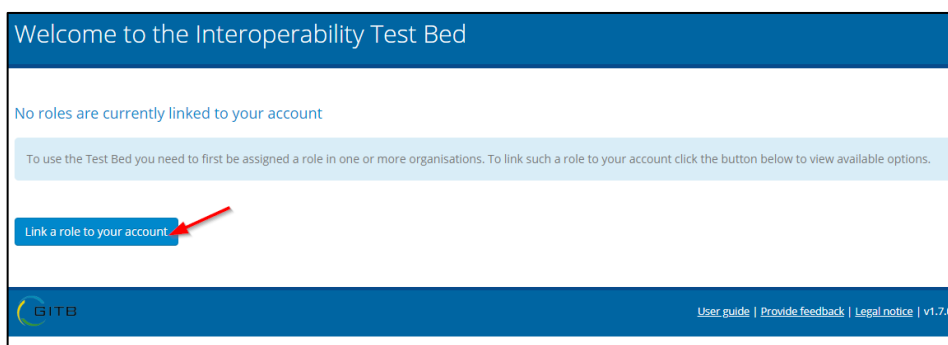 Welcome to the Interoperability Test Bed
No roles are currently linked to your account
To use the Test Bed you need to first be assigned a role in one or more organisations. To link such a role to your account click the button below to view available options.
Link a role to your account
GITB
User guide | Provide feedback | Legal notice | v1.7.